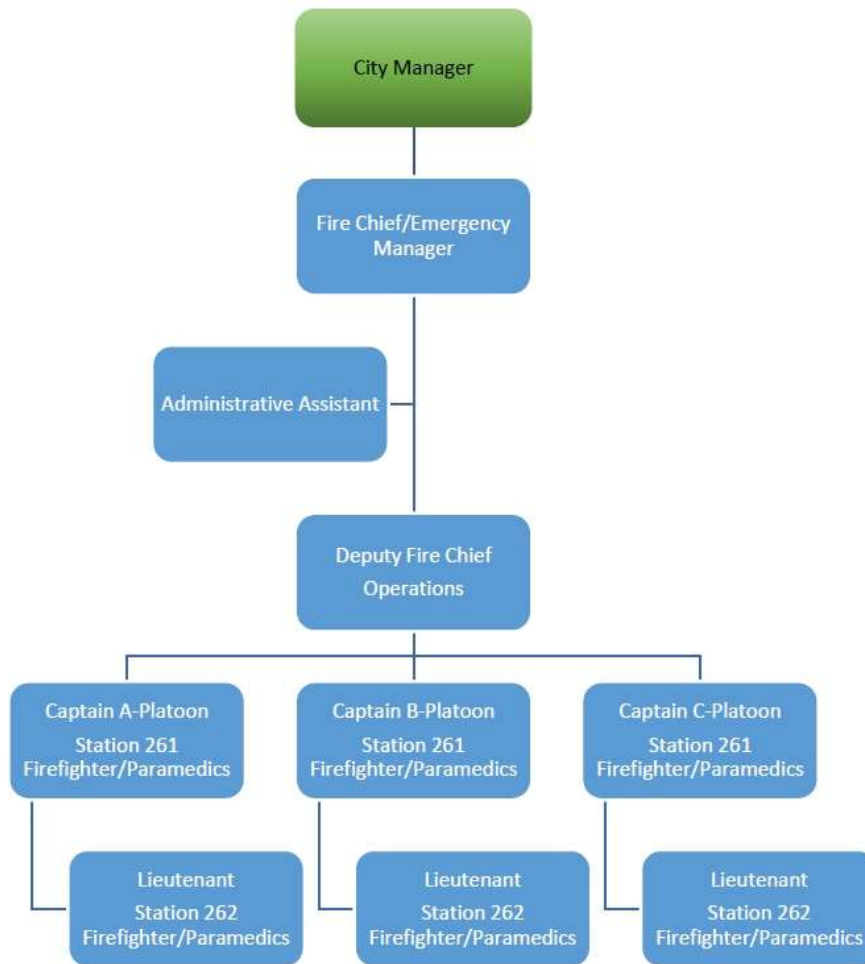 City Manager
Fire Chief/Emergency
Manager
Administrative Assistant
Deputy Fire Chief
Operations
Captain A-Platoon
Station 261
Firefighter/Paramedics
Captain B-Platoon
Station 261
Firefighter/Paramedics
Captain C-Platoon
Station 261
Firefighter/Paramedics
Lieutenant
Station 262
Firefighter/Paramedics
Lieutenant
Station 262
Firefighter/Paramedics
Lieutenant
Station 262
Firefighter/Paramedics